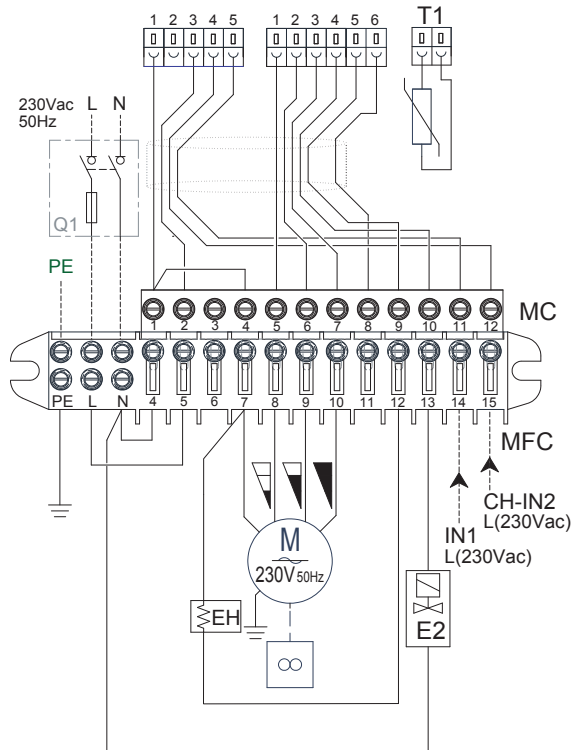 1 2 3 4 5 1 2 3 4 5 6 T1
230Vac L N
50Hz
Q1
PE
1 2 3 4 5 6 7 8 9 10 11 12 MC
PE L N 4 5 6 7 8 9 10 11 12 13 14 15
MFC
CH-IN2
L(230Vac)
IN1
L(230Vac)
M
230V 50Hz
EH
E2